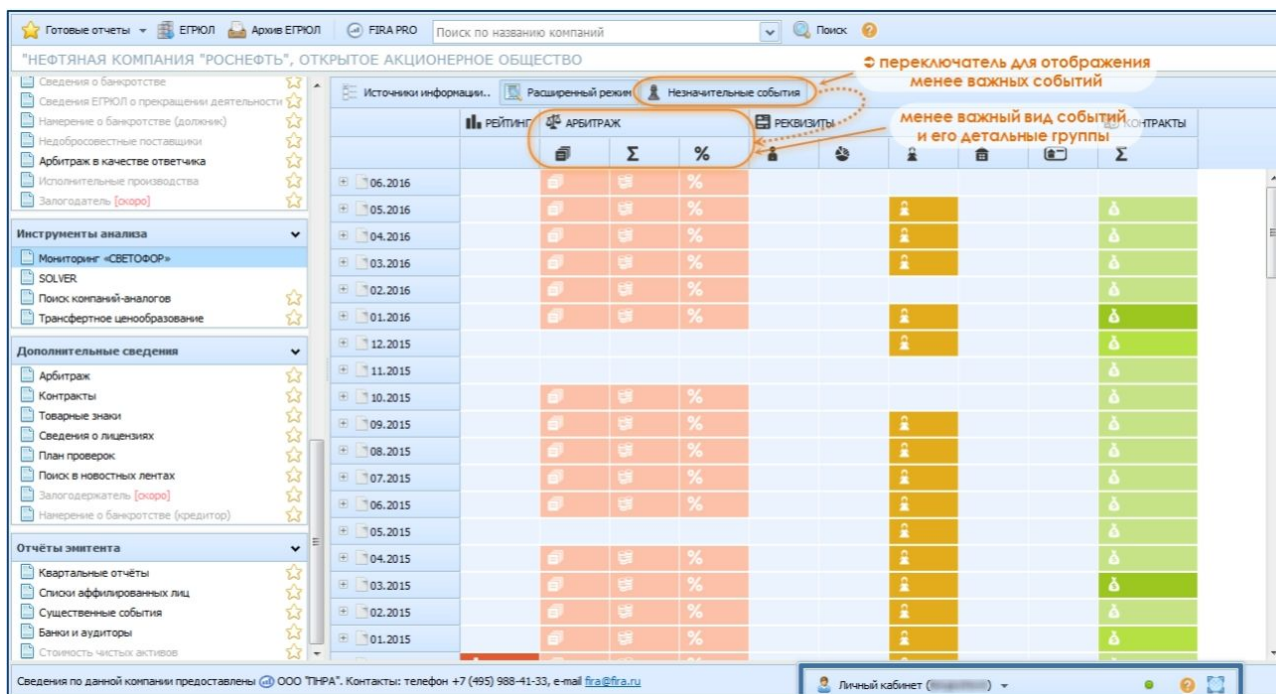 Готовые отчеты ЕГРЮЛ Архив ЕГРЮЛ FIRA PRO Поиск по названию компаний Поиск
"НЕФТЯНАЯ КОМПАНИЯ "РОСНЕФТЬ", ОТКРЫТОЕ АКЦИОНЕРНОЕ ОБЩЕСТВО
переключатель для отображения
менее важных событий
Сведения о банкротстве
Сведения ЕГРЮЛ о прекращении деятельности
Намерение о банкротстве (должник)
Недобросовестные поставщики
Арбитраж в качестве ответчика
Исполнительные производства
Залогодатель [скоро]
Инструменты анализа
Мониторинг «СВЕТОФОР»
SOLVER
Поиск компаний-аналогов
Трансфертное ценообразование
Дополнительные сведения
Арбитраж
Контракты
Товарные знаки
Сведения о лицензиях
План проверок
Поиск в новостных лентах
Залогодержатель [скоро]
Намерение о банкротстве (кредитор)
Отчёты эмитента
Квартальные отчёты
Списки аффилированных лиц
Существенные события
Банки и аудиторы
Стоимость чистых активов
Источники информации.. Расширенный режим Незначительные события
менее важный вид событий
и его детальные группы
РЕЙТИНГ АРБИТРАЖ РЕКВИЗИТЫ КОНТРАКТЫ
Σ % Σ
06.2016 %
05.2016 %
04.2016 %
03.2016 %
02.2016 %
01.2016 %
12.2015
11.2015
10.2015 %
09.2015 %
08.2015 %
07.2015 %
06.2015 %
05.2015
04.2015 %
03.2015 %
02.2015 %
01.2015 %
Сведения по данной компании предоставлены ООО "ПНРА". Контакты: телефон +7 (495) 988-41-33, e-mail fira@fira.ru
Личный кабинет ( )